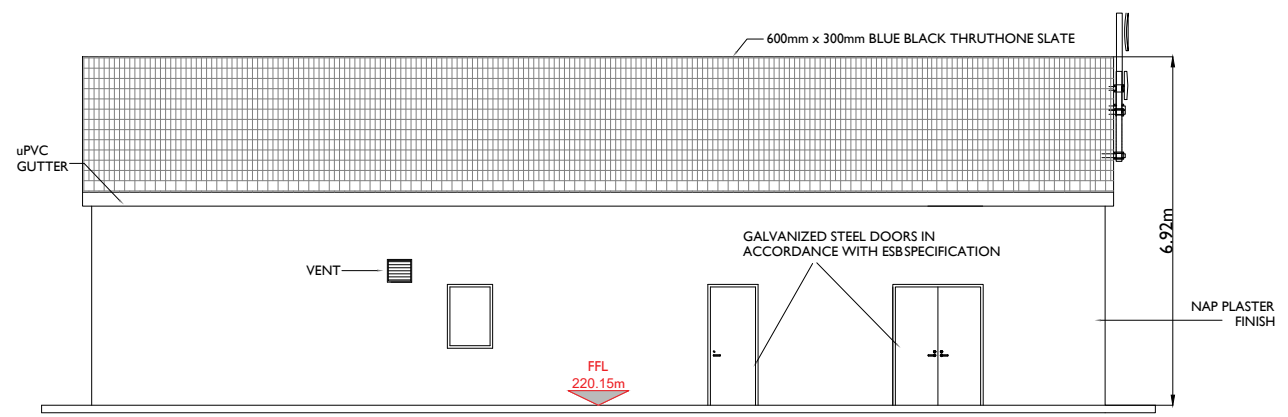 600mm x 300mm BLUE BLACK THRUTHONE SLATE
uPVC
GUTTER
GALVANIZED STEEL DOORS IN
ACCORDANCE WITH ESBSPECIFICATION
VENT
6.92m
NAP PLASTER
FINISH
FFL
220.15m